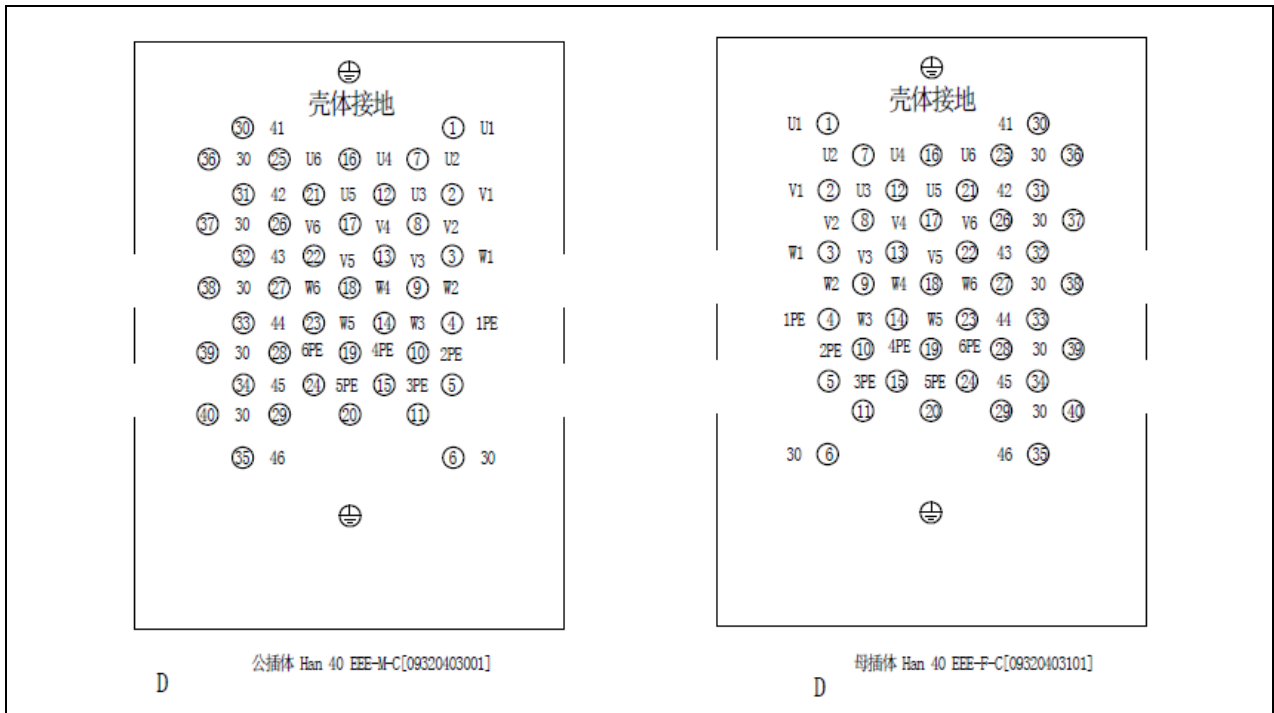 壳体接地
㉚ 41 ① U1
㊱ 30 ㉕ U6 ⑯ U4 ⑦ U2
㉛ 42 ㉑ U5 ⑫ U3 ② V1
㊲ 30 ㉖ V6 ⑰ V4 ⑧ V2
㉜ 43 ㉒ V5 ⑬ V3 ③ W1
㊳ 30 ㉗ W6 ⑱ W4 ⑨ W2
㉝ 44 ㉓ W5 ⑭ W3 ④ 1PE
㊴ 30 ㉘ 6PE ⑲ 4PE ⑩ 2PE
㉞ 45 ㉔ 5PE ⑮ 3PE ⑤
㊵ 30 ㉙ ⑳ ⑪
㉟ 46 ⑥ 30
公插体 Han 40 EEE-M-C[09320403001]
D
壳体接地
U1 ① 41 ㉚
U2 ⑦ U4 ⑯ U6 ㉕ 30 ㊱
V1 ② U3 ⑫ U5 ㉑ 42 ㉛
V2 ⑧ V4 ⑰ V6 ㉖ 30 ㊲
W1 ③ V3 ⑬ V5 ㉒ 43 ㉜
W2 ⑨ W4 ⑱ W6 ㉗ 30 ㊳
1PE ④ W3 ⑭ W5 ㉓ 44 ㉝
2PE ⑩ 4PE ⑲ 6PE ㉘ 30 ㊴
⑤ 3PE ⑮ 5PE ㉔ 45 ㉞
⑪ ⑳ ㉙ 30 ㊵
30 ⑥ 46 ㉟
母插体 Han 40 EEE-F-C[09320403101]
D